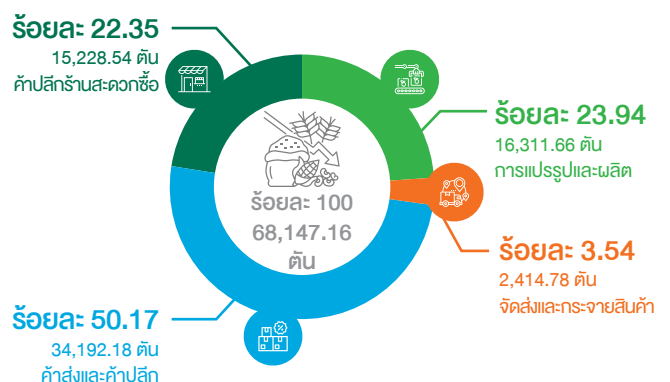 ร้อยละ 22.35
15,228.54 ตัน
ค้าปลีกร้านสะดวกซื้อ
ร้อยละ 23.94
16,311.66 ตัน
การแปรรูปและผลิต
ร้อยละ 100
68,147.16
ตัน
ร้อยละ 3.54
2,414.78 ตัน
จัดส่งและกระจายสินค้า
ร้อยละ 50.17
34,192.18 ตัน
ค้าส่งและค้าปลีก